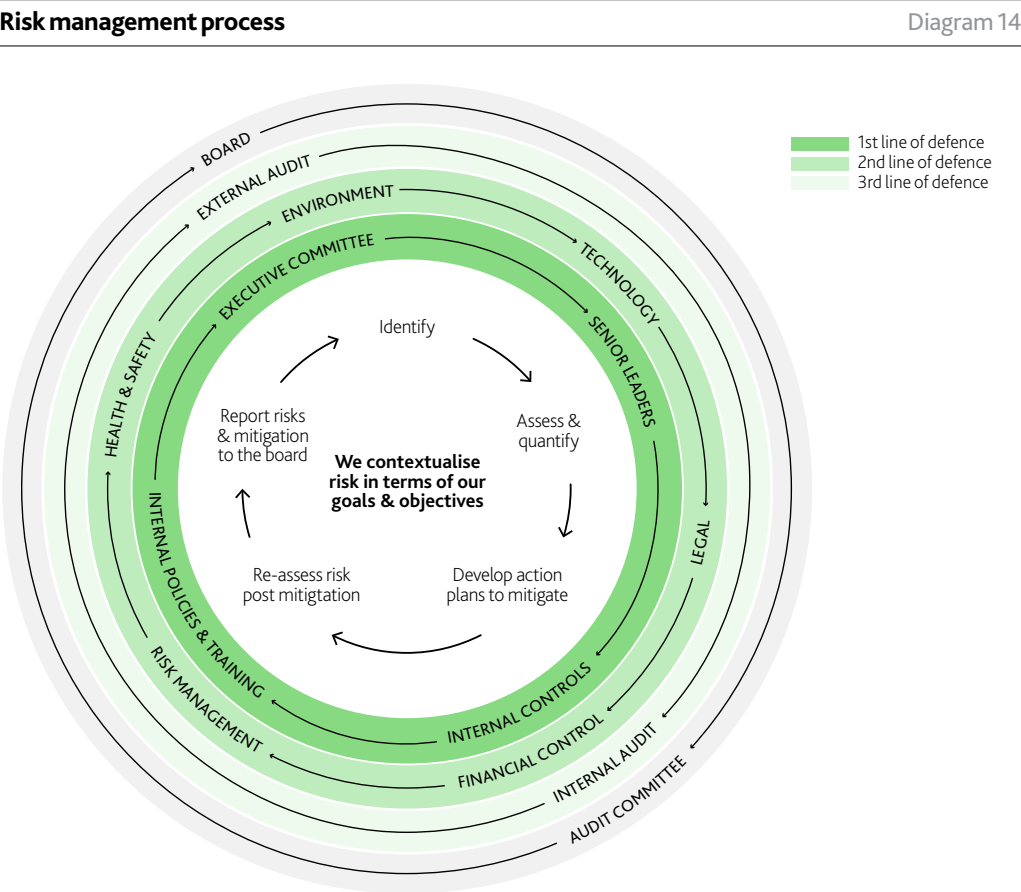 Risk management process
Diagram 14
1st line of defence
2nd line of defence
3rd line of defence
BOARD
AUDIT COMMITTEE
EXTERNAL AUDIT
INTERNAL AUDIT
ENVIRONMENT
TECHNOLOGY
LEGAL
FINANCIAL CONTROL
RISK MANAGEMENT
HEALTH & SAFETY
EXECUTIVE COMMITTEE
SENIOR LEADERS
INTERNAL CONTROLS
INTERNAL POLICIES & TRAINING
Identify
Assess &
quantify
Develop action
plans to mitigate
Re-assess risk
post mitigtation
Report risks
& mitigation
to the board
We contextualise
risk in terms of our
goals & objectives